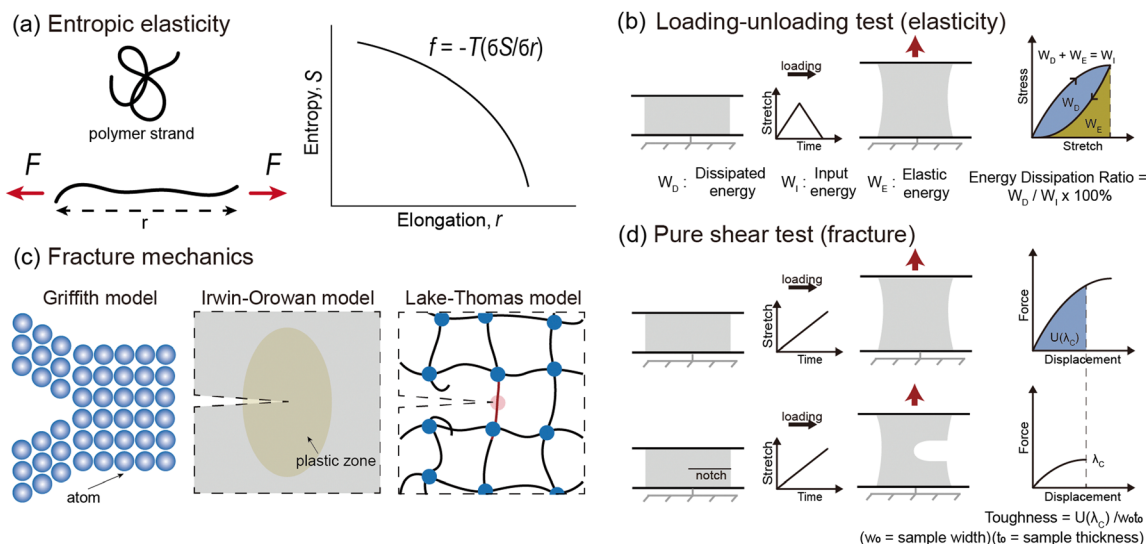 (a) Entropic elasticity
polymer strand
F
F
r
Entropy, S
f = -T(δS/δr)
Elongation, r
(b) Loading-unloading test (elasticity)
loading
Stretch
Time
Stress
W_D + W_E = W_I
W_D
W_E
Stretch
W_D : Dissipated energy
W_I : Input energy
W_E : Elastic energy
Energy Dissipation Ratio =
W_D / W_I x 100%
(c) Fracture mechanics
Griffith model
atom
Irwin-Orowan model
plastic zone
Lake-Thomas model
(d) Pure shear test (fracture)
loading
Stretch
Time
Force
U(λ_C)
Displacement
notch
loading
Stretch
Time
Force
λ_C
Displacement
Toughness = U(λ_C) /w₀t₀
(w₀ = sample width)(t₀ = sample thickness)